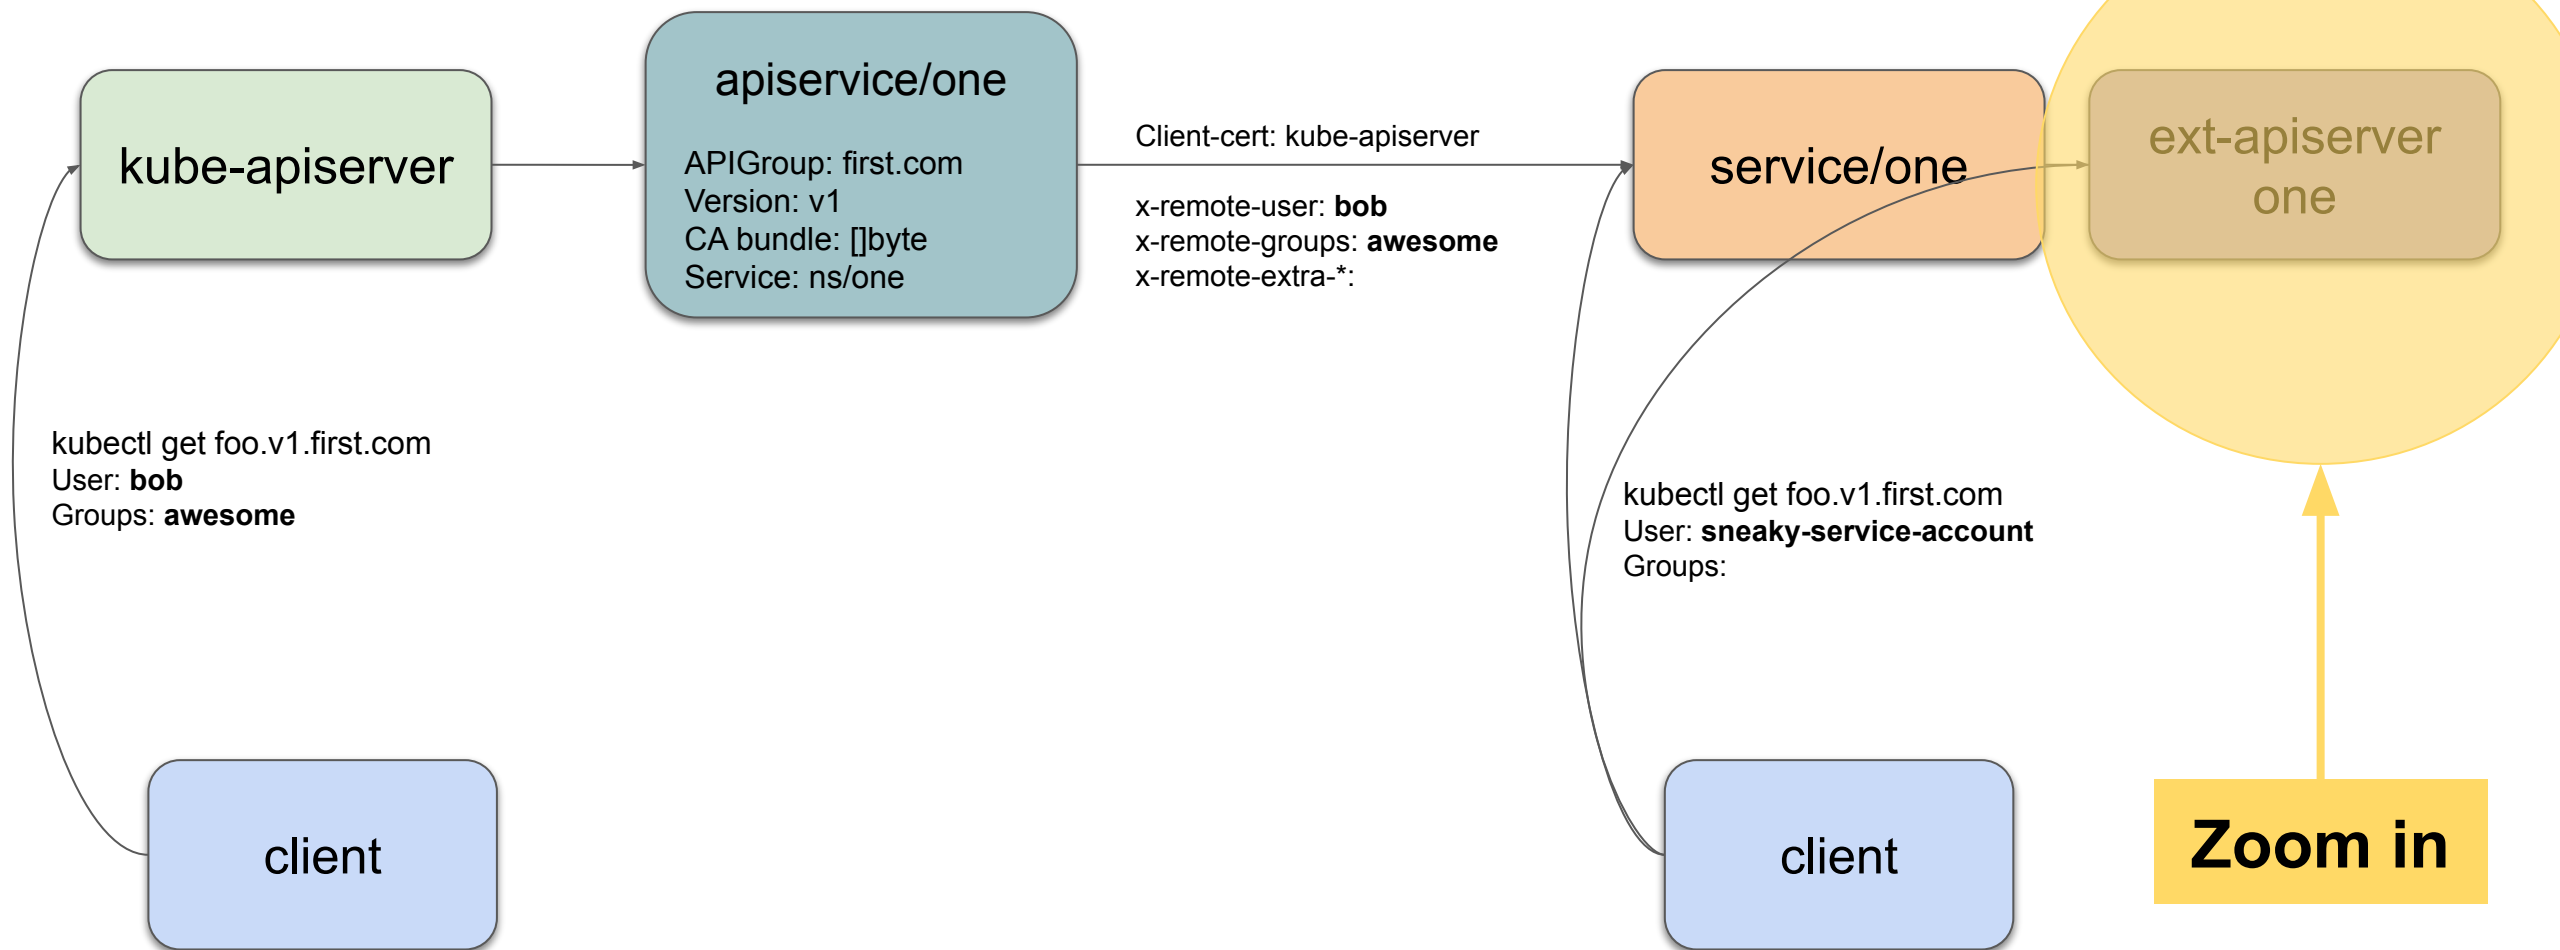 kube-apiserver
apiservice/one
APIGroup: first.com
Version: v1
CA bundle: []byte
Service: ns/one
Client-cert: kube-apiserver
x-remote-user: bob
x-remote-groups: awesome
x-remote-extra-*:
service/one
ext-apiserver
one
kubectl get foo.v1.first.com
User: bob
Groups: awesome
kubectl get foo.v1.first.com
User: sneaky-service-account
Groups:
client
client
Zoom in